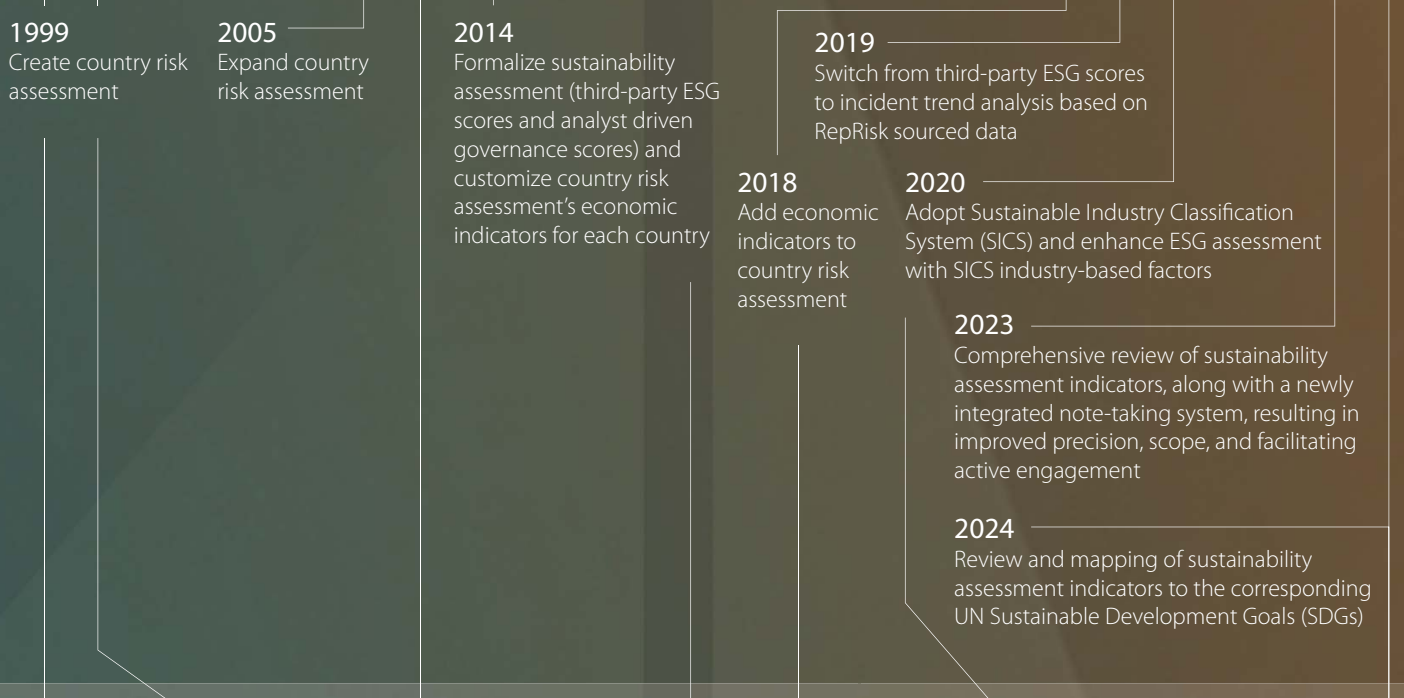 1999
Create country risk
assessment
2005
Expand country
risk assessment
2014
Formalize sustainability
assessment (third-party ESG
scores and analyst driven
governance scores) and
customize country risk
assessment's economic
indicators for each country
2018
Add economic
indicators to
country risk
assessment
2019
Switch from third-party ESG scores
to incident trend analysis based on
RepRisk sourced data
2020
Adopt Sustainable Industry Classification
System (SICS) and enhance ESG assessment
with SICS industry-based factors
2023
Comprehensive review of sustainability
assessment indicators, along with a newly
integrated note-taking system, resulting in
improved precision, scope, and facilitating
active engagement
2024
Review and mapping of sustainability
assessment indicators to the corresponding
UN Sustainable Development Goals (SDGs)